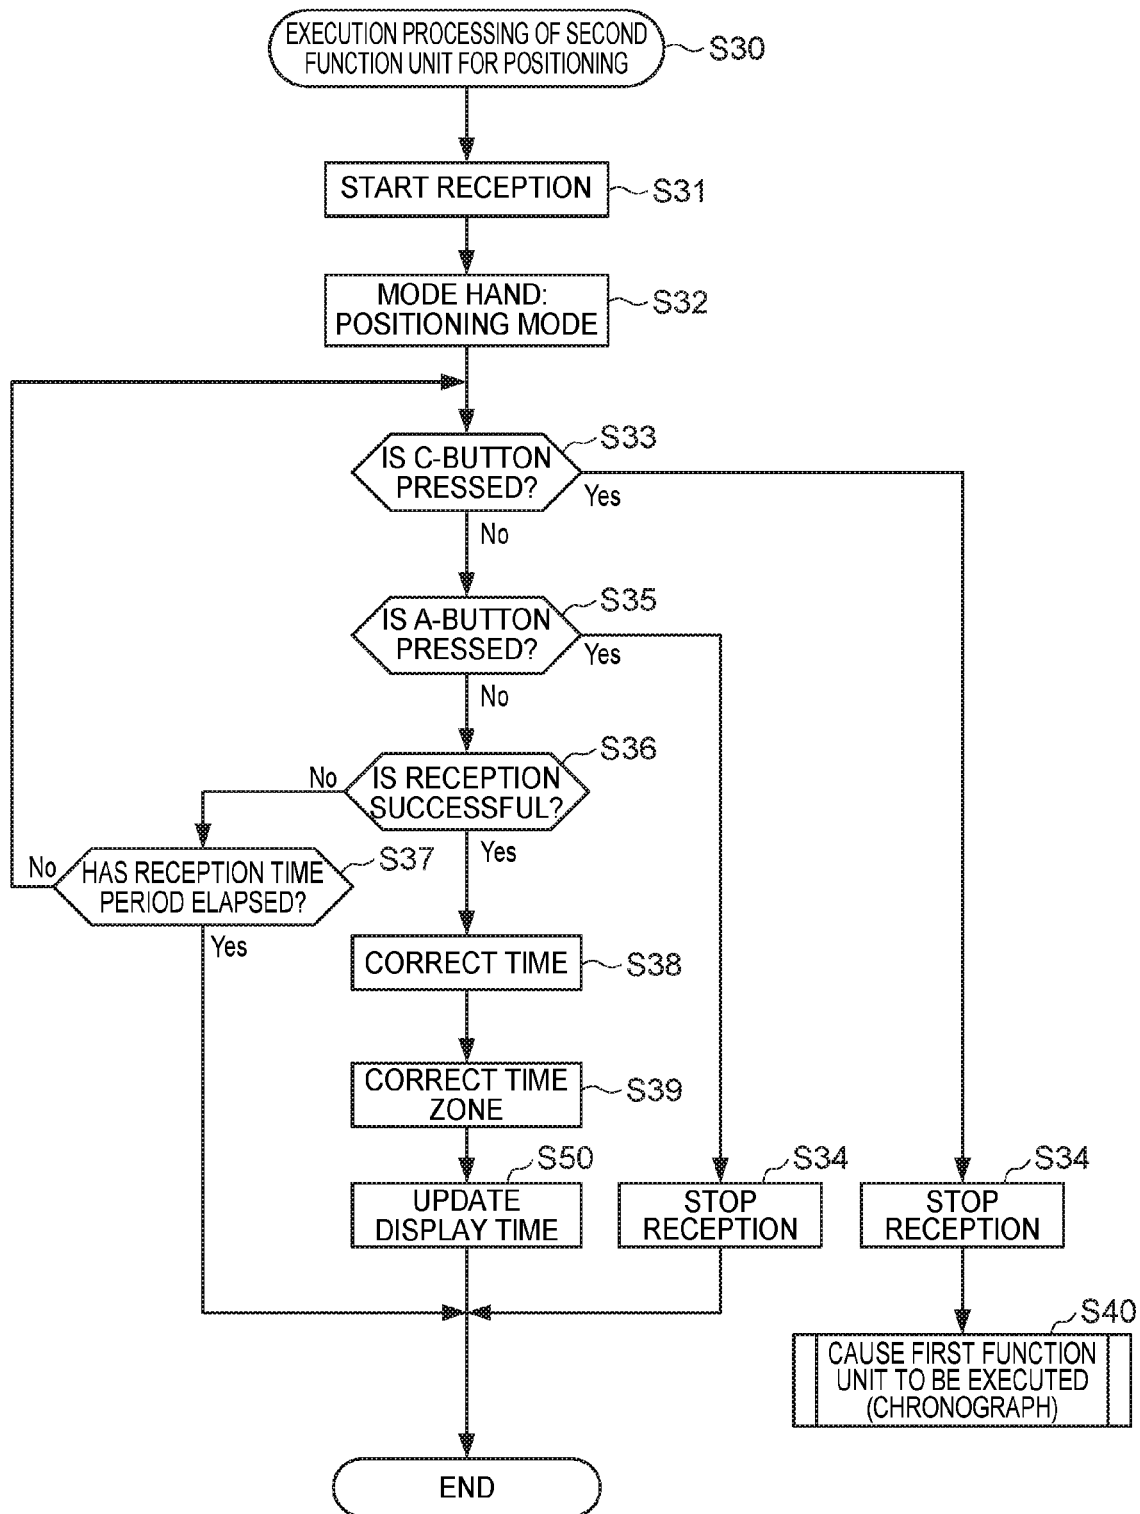 EXECUTION PROCESSING OF SECOND
FUNCTION UNIT FOR POSITIONING
S30
START RECEPTION
S31
MODE HAND:
POSITIONING MODE
S32
IS C-BUTTON
PRESSED?
S33
Yes
No
IS A-BUTTON
PRESSED?
S35
Yes
No
IS RECEPTION
SUCCESSFUL?
S36
No
Yes
HAS RECEPTION TIME
PERIOD ELAPSED?
S37
No
Yes
CORRECT TIME
S38
CORRECT TIME
ZONE
S39
UPDATE
DISPLAY TIME
S50
STOP
RECEPTION
S34
STOP
RECEPTION
S34
CAUSE FIRST FUNCTION
UNIT TO BE EXECUTED
(CHRONOGRAPH)
S40
END